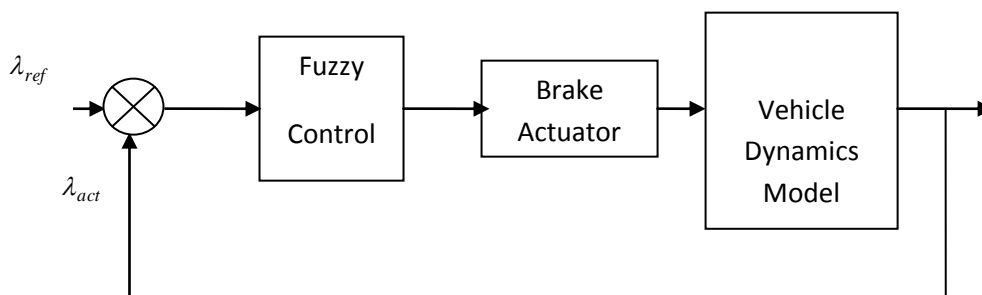 λref
λact
Fuzzy
Control
Brake
Actuator
Vehicle
Dynamics
Model